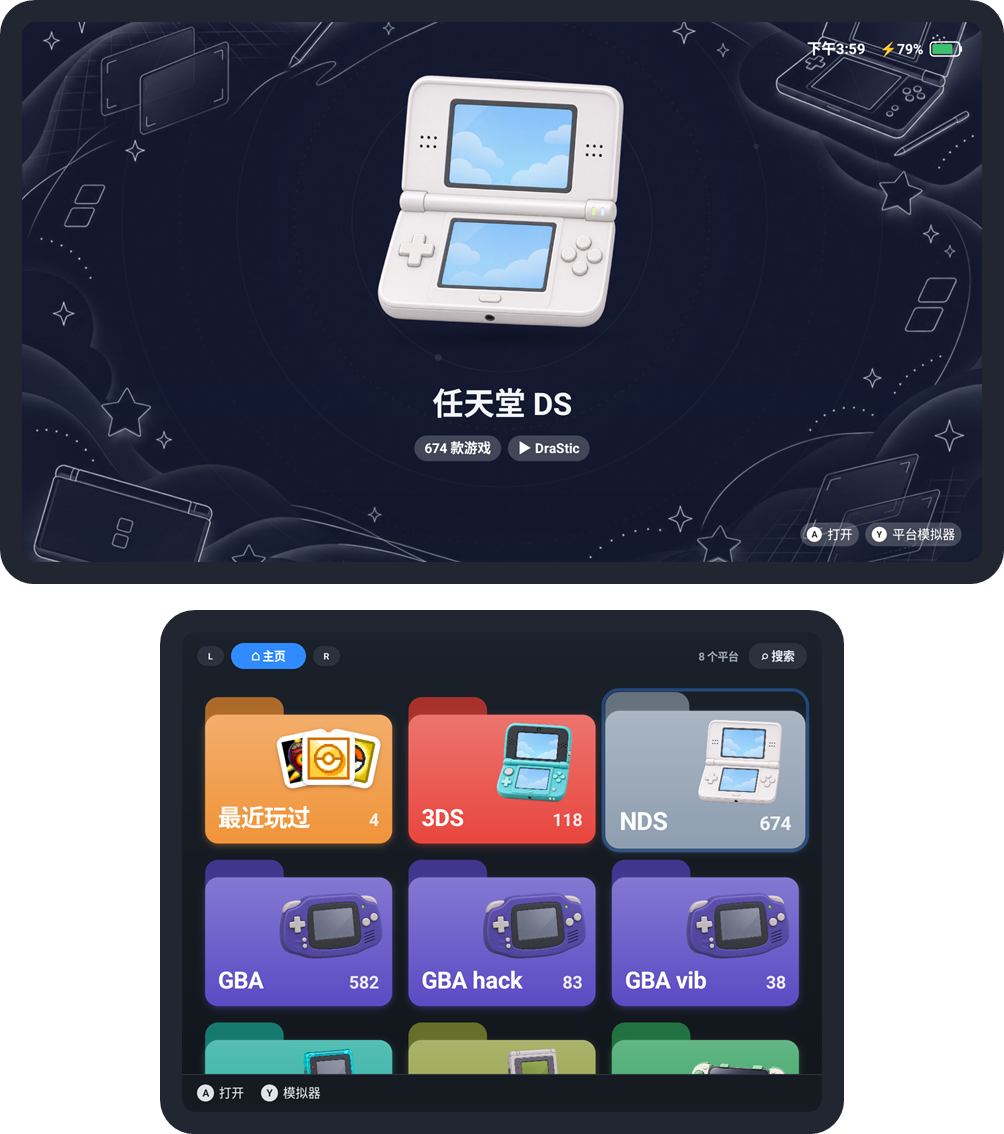 下午3:59 ⚡79%
任天堂 DS
674 款游戏 ▶ DraStic
A 打开 Y 平台模拟器
L 主页 R 8 个平台 搜索
最近玩过 4 3DS 118 NDS 674
GBA 582 GBA hack 83 GBA vib 38
A 打开 Y 模拟器